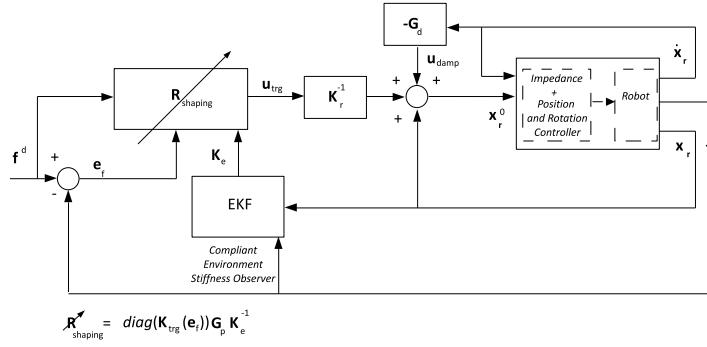 -G_d
ẋ_r
u_damp
R_shaping
u_trg
K_r^-1
+
+
+
x_r^0
Impedance
+
Position
and Rotation
Controller
Robot
f^d
+
-
e_f
K_e
x_r
EKF
Compliant
Environment
Stiffness Observer
R_shaping = diag(K_trg(e_f))G_p K_e^-1